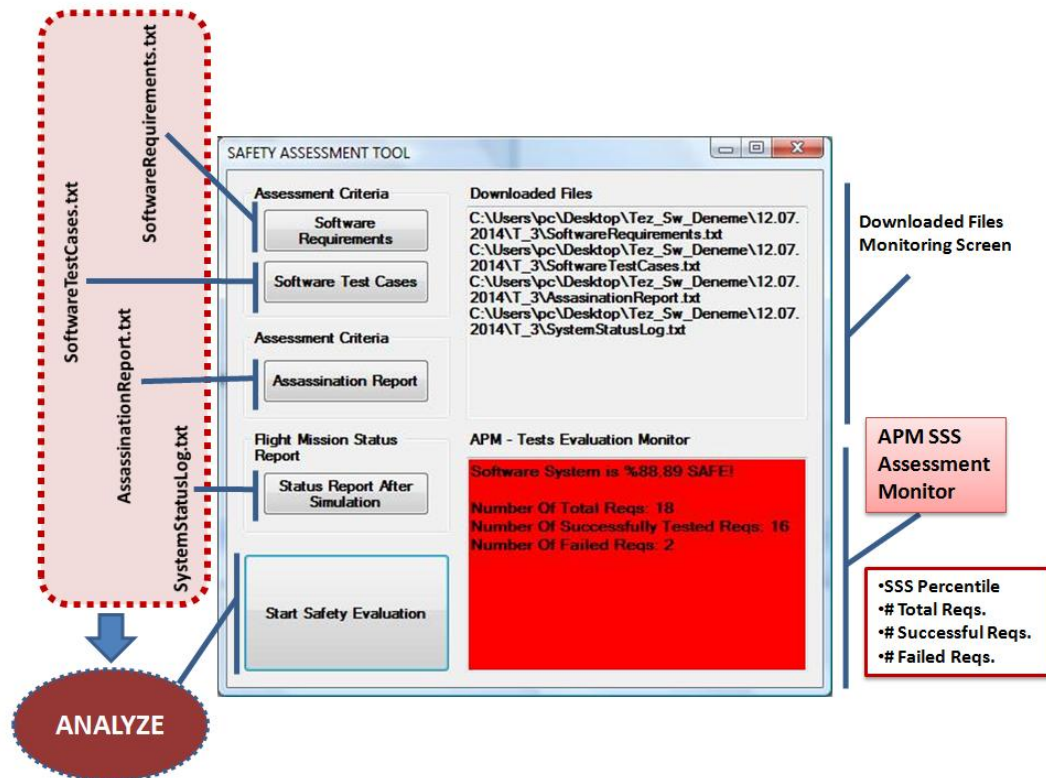 SoftwareRequirements.txt
SoftwareTestCases.txt
AssassinationReport.txt
SystemStatusLog.txt
ANALYZE
SAFETY ASSESSMENT TOOL
Assessment Criteria
Software
Requirements
Software Test Cases
Assessment Criteria
Assassination Report
Flight Mission Status
Report
Status Report After
Simulation
Start Safety Evaluation
Downloaded Files
C:\Users\pc\Desktop\Tez_Sw_Deneme\12.07.
2014\T_3\SoftwareRequirements.txt
C:\Users\pc\Desktop\Tez_Sw_Deneme\12.07.
2014\T_3\SoftwareTestCases.txt
C:\Users\pc\Desktop\Tez_Sw_Deneme\12.07.
2014\T_3\AssasinationReport.txt
C:\Users\pc\Desktop\Tez_Sw_Deneme\12.07.
2014\T_3\SystemStatusLog.txt
APM - Tests Evaluation Monitor
Software System is %88,89 SAFE!
Number Of Total Reqs: 18
Number Of Successfully Tested Reqs: 16
Number Of Failed Reqs: 2
Downloaded Files
Monitoring Screen
APM SSS
Assessment
Monitor
•SSS Percentile
•# Total Reqs.
•# Successful Reqs.
•# Failed Reqs.